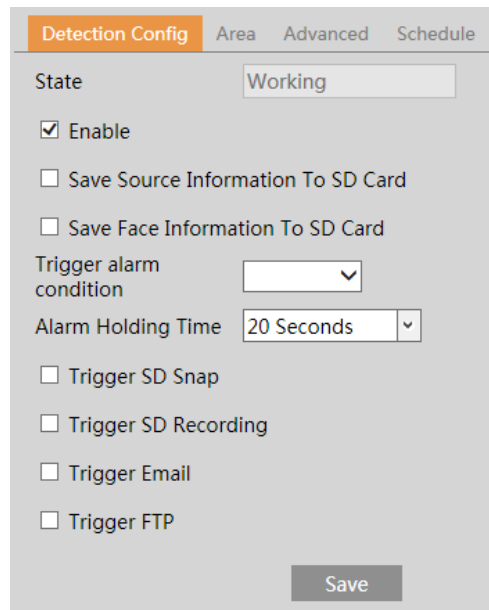 Detection Config Area Advanced Schedule
State Working
Enable
Save Source Information To SD Card
Save Face Information To SD Card
Trigger alarm
condition
Alarm Holding Time 20 Seconds
Trigger SD Snap
Trigger SD Recording
Trigger Email
Trigger FTP
Save